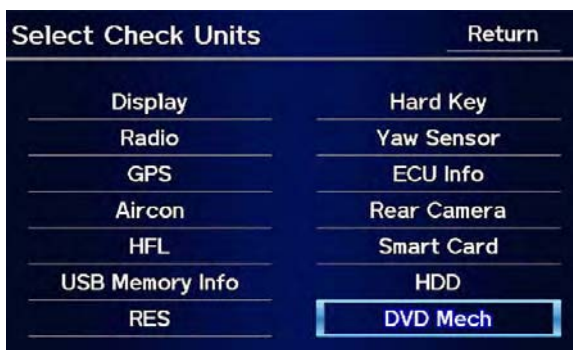 Select Check Units
Return
Display
Hard Key
Radio
Yaw Sensor
GPS
ECU Info
Aircon
Rear Camera
HFL
Smart Card
USB Memory Info
HDD
RES
DVD Mech